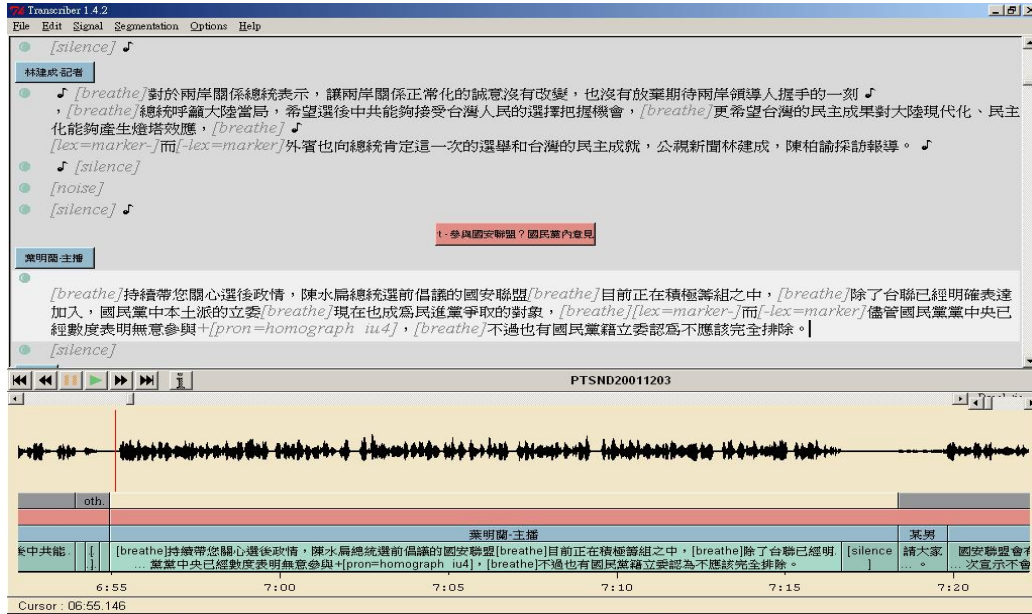 Transcriber 1.4.2
File Edit Signal Segmentation Options Help
[silence]
林建成-記者
[breathe]對於兩岸關係總統表示，讓兩岸關係正常化的誠意沒有改變，也沒有放棄期待兩岸領導人握手的一刻
，[breathe]總統呼籲大陸當局，希望選後中共能夠接受台灣人民的選擇把握機會，[breathe]更希望台灣的民主成果對大陸現代化、民主
化能夠產生燈塔效應，[breathe]
[lex=marker-]而[-lex=marker]外賓也向總統肯定這一次的選舉和台灣的民主成就，公視新聞林建成，陳柏諭採訪報導。
[silence]
[noise]
[silence]
t - 參與國安聯盟？國民黨內意見
葉明蘭-主播
[breathe]持續帶您關心選後政情，陳水扁總統選前倡議的國安聯盟[breathe]目前正在積極籌組之中，[breathe]除了台聯已經明確表達
加入，國民黨中本土派的立委[breathe]現在也成為民進黨爭取的對象，[breathe][lex=marker-]而[-lex=marker]儘管國民黨黨中央已
經數度表明無意參與+[pron=homograph iu4]，[breathe]不過也有國民黨籍立委認為不應該完全排除。
[silence]
PTSND20011203
oth.
葉明蘭-主播 某男
中共能. [ [breathe]持續帶您關心選後政情，陳水扁總統選前倡議的國安聯盟[breathe]目前正在積極籌組之中，[breathe]除了台聯已經明. [silence 請大家 國安聯盟會
.]. ... 黨黨中央已經數度表明無意參與+[pron=homograph iu4]，[breathe]不過也有國民黨籍立委認為不應該完全排除。 ] ... 。 ... 次宣示不會
6:55 7:00 7:05 7:10 7:15 7:20
Cursor : 06:55.146